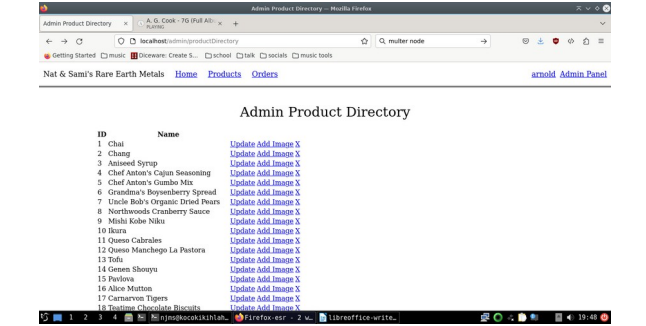 Admin Product Directory — Mozilla Firefox
Admin Product Directory × A. G. Cook - 7G (Full Alb × +
PLAYING
localhost/admin/productDirectory multer node
Getting Started music Diceware: Create S... school talk socials music tools
Nat & Sami's Rare Earth Metals Home Products Orders arnold Admin Panel
Admin Product Directory
ID Name
1 Chai Update Add Image X
2 Chang Update Add Image X
3 Aniseed Syrup Update Add Image X
4 Chef Anton's Cajun Seasoning Update Add Image X
5 Chef Anton's Gumbo Mix Update Add Image X
6 Grandma's Boysenberry Spread Update Add Image X
7 Uncle Bob's Organic Dried Pears Update Add Image X
8 Northwoods Cranberry Sauce Update Add Image X
9 Mishi Kobe Niku Update Add Image X
10 Ikura Update Add Image X
11 Queso Cabrales Update Add Image X
12 Queso Manchego La Pastora Update Add Image X
13 Tofu Update Add Image X
14 Genen Shouyu Update Add Image X
15 Pavlova Update Add Image X
16 Alice Mutton Update Add Image X
17 Carnarvon Tigers Update Add Image X
18 Teatime Chocolate Biscuits Update Add Image X
1 2 3 4 njms@kocokikihlah… Firefox-esr - 2 w… libreoffice-write… 19:48